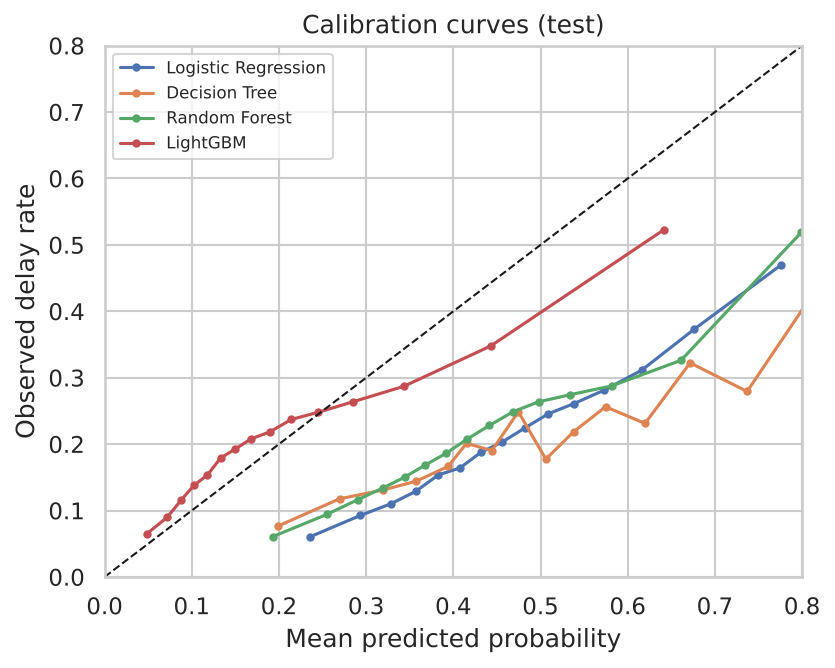 Calibration curves (test)
Logistic Regression
Decision Tree
Random Forest
LightGBM
Observed delay rate
0.8
0.7
0.6
0.5
0.4
0.3
0.2
0.1
0.0
0.0 0.1 0.2 0.3 0.4 0.5 0.6 0.7 0.8
Mean predicted probability